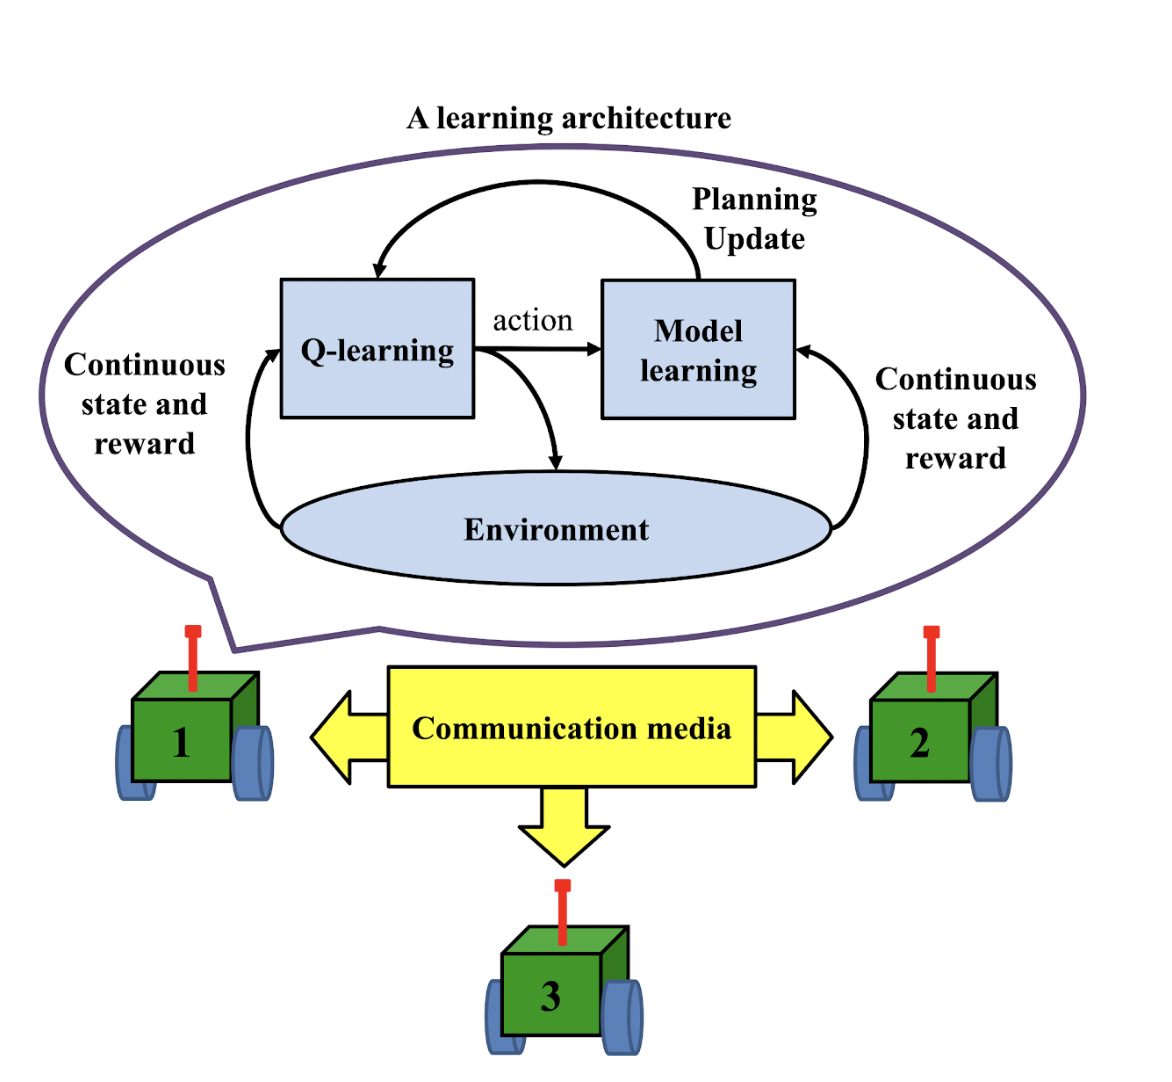 A learning architecture
Planning
Update
action
Q-learning
Model
learning
Continuous
state and
reward
Continuous
state and
reward
Environment
Communication media
1
2
3